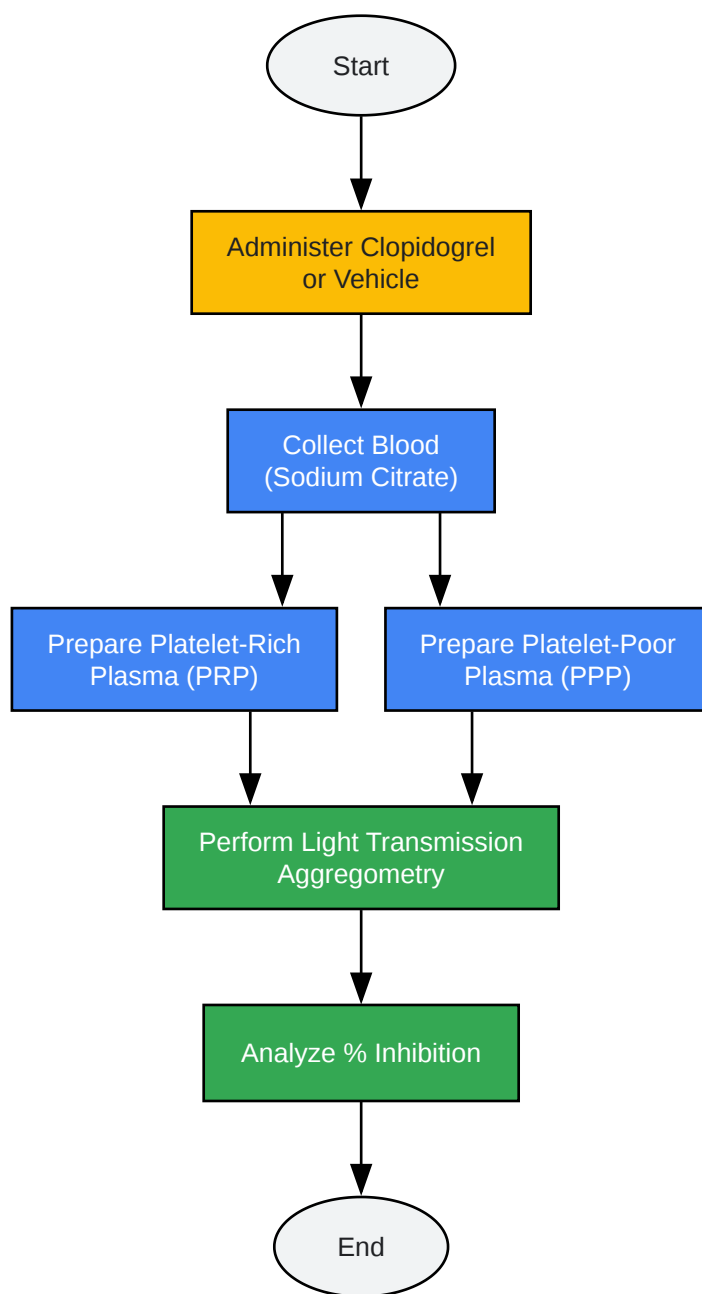 Start
Administer Clopidogrel
or Vehicle
Collect Blood
(Sodium Citrate)
Prepare Platelet-Rich
Plasma (PRP)
Prepare Platelet-Poor
Plasma (PPP)
Perform Light Transmission
Aggregometry
Analyze % Inhibition
End